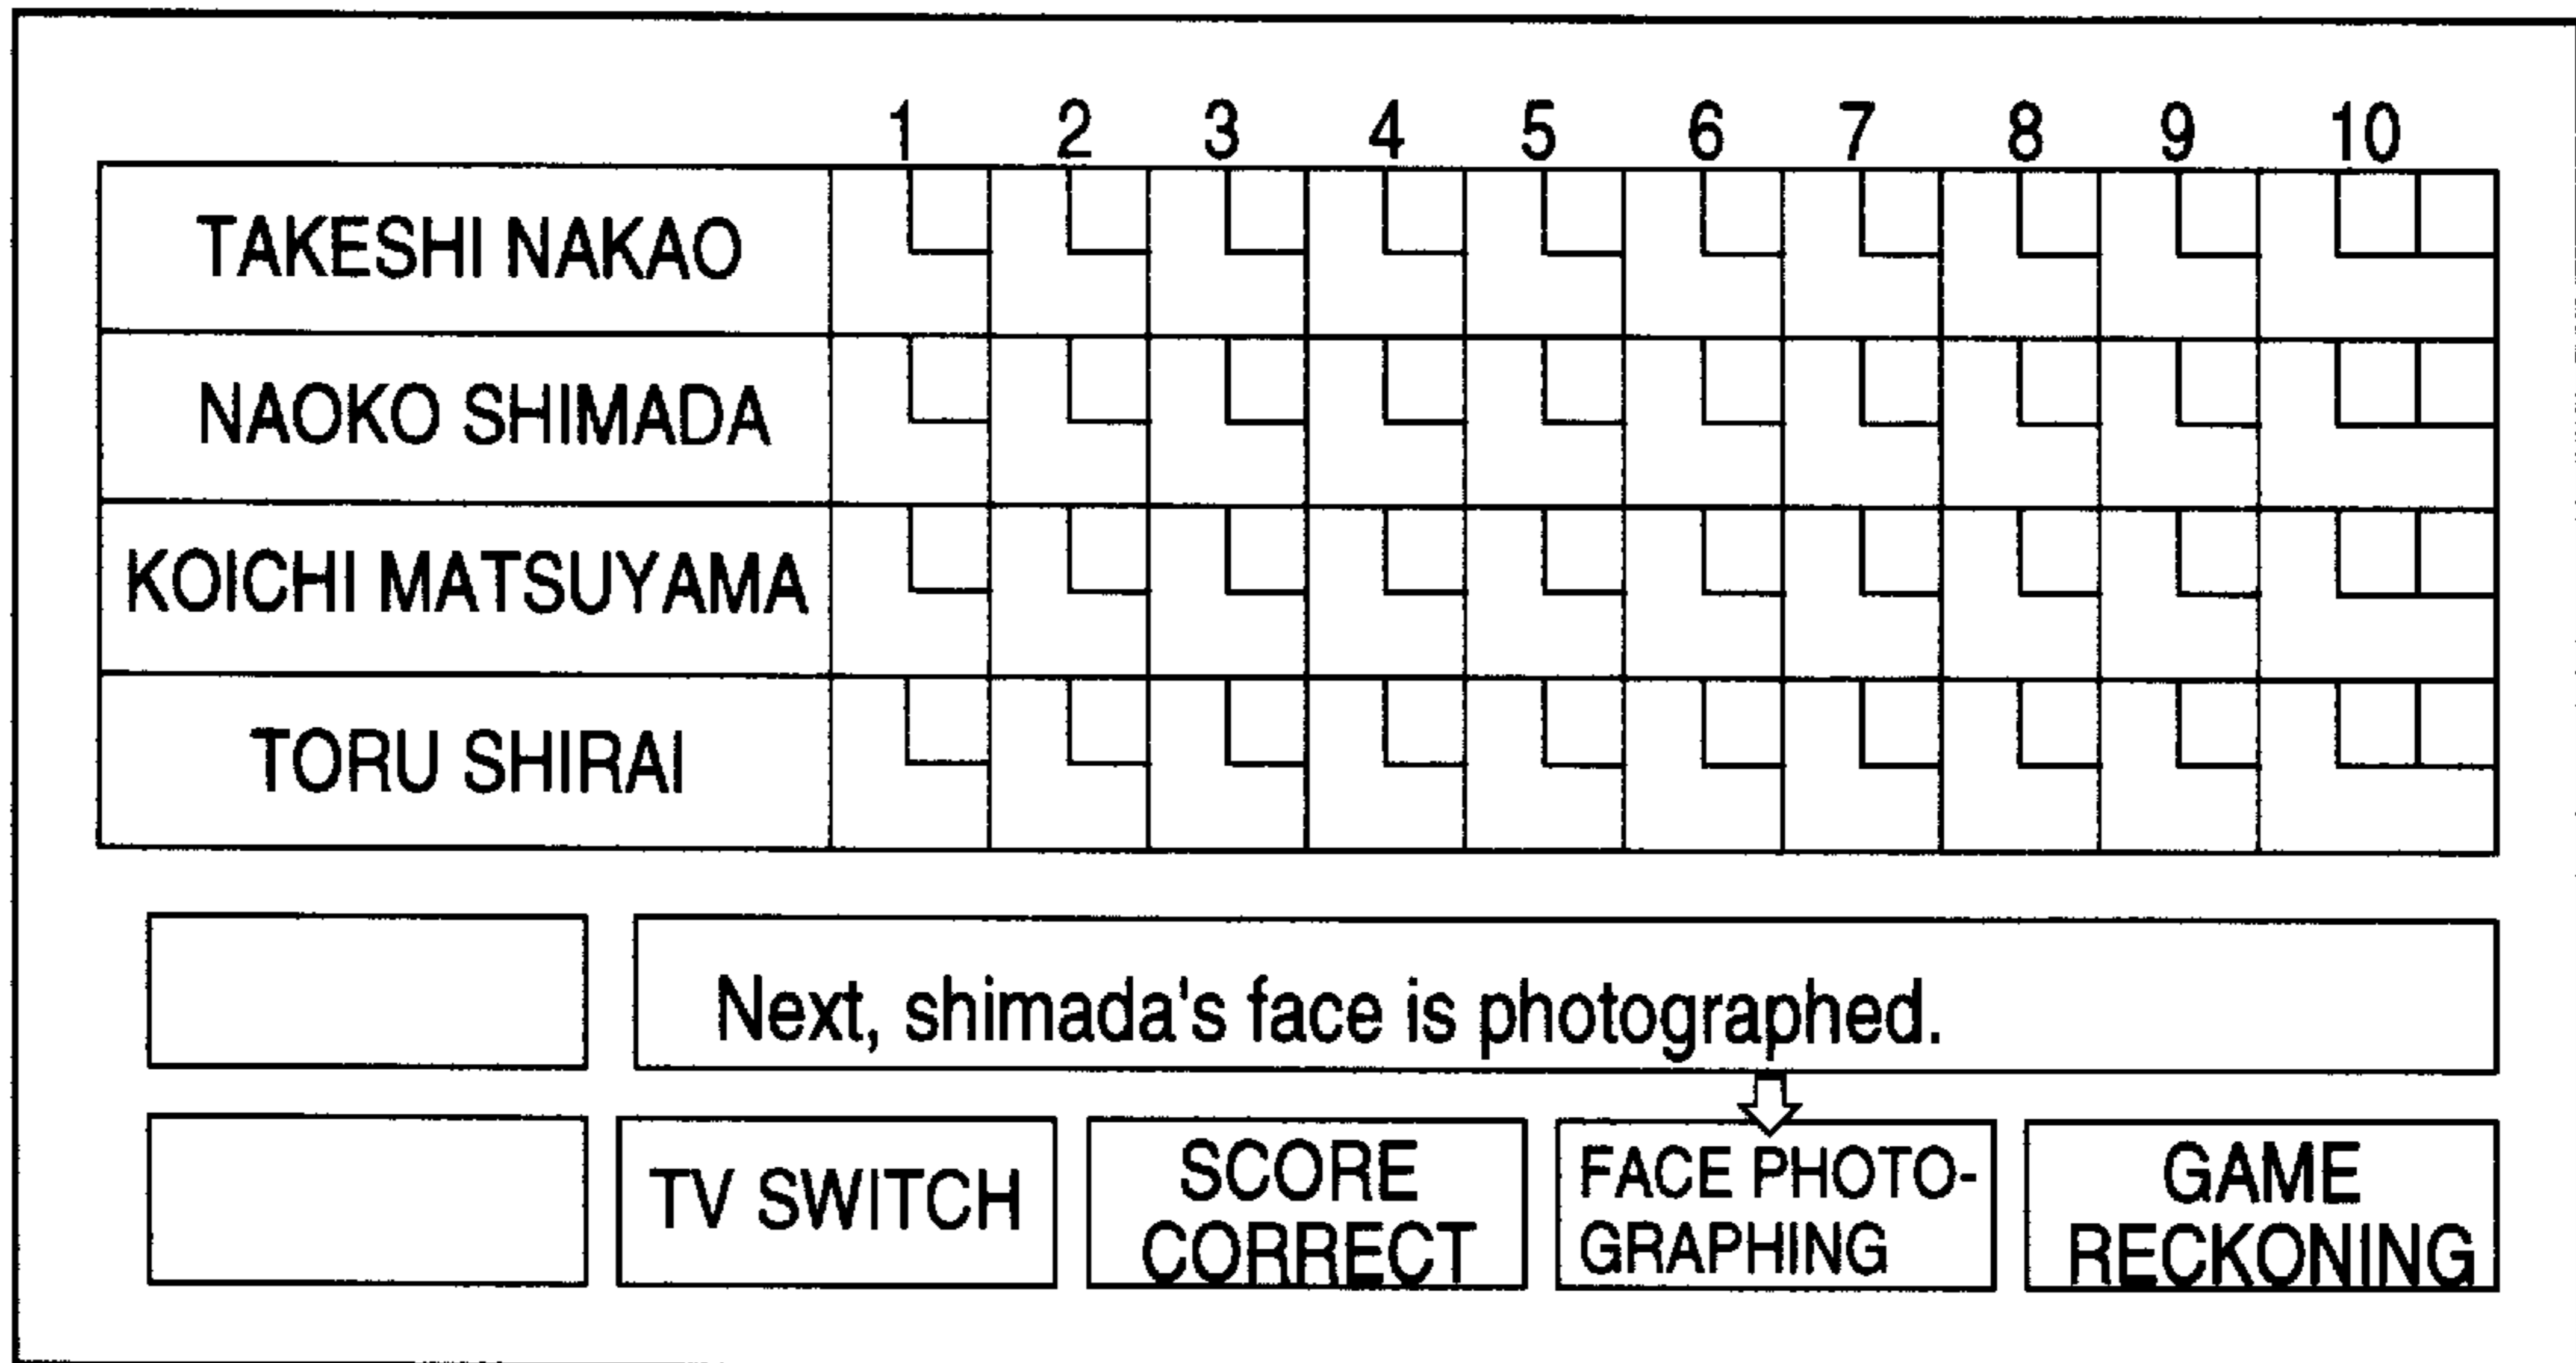 1 2 3 4 5 6 7 8 9 10
TAKESHI NAKAO
NAOKO SHIMADA
KOICHI MATSUYAMA
TORU SHIRAI
Next, shimada's face is photographed.
TV SWITCH
SCORE
CORRECT
FACE PHOTO-
GRAPHING
GAME
RECKONING